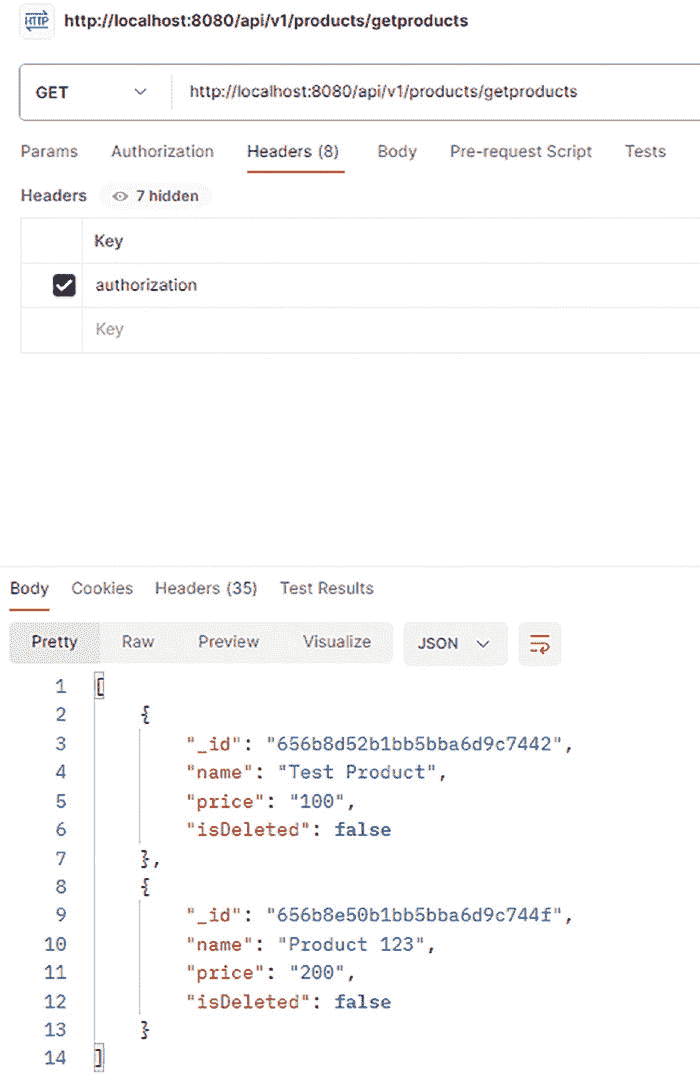 HTTP http://localhost:8080/api/v1/products/getproducts
GET http://localhost:8080/api/v1/products/getproducts
Params Authorization Headers (8) Body Pre-request Script Tests
Headers 7 hidden
Key
authorization
Key
Body Cookies Headers (35) Test Results
Pretty Raw Preview Visualize JSON
1 [
2 {
3 "_id": "656b8d52b1bb5bba6d9c7442",
4 "name": "Test Product",
5 "price": "100",
6 "isDeleted": false
7 },
8 {
9 "_id": "656b8e50b1bb5bba6d9c744f",
10 "name": "Product 123",
11 "price": "200",
12 "isDeleted": false
13 }
14 ]